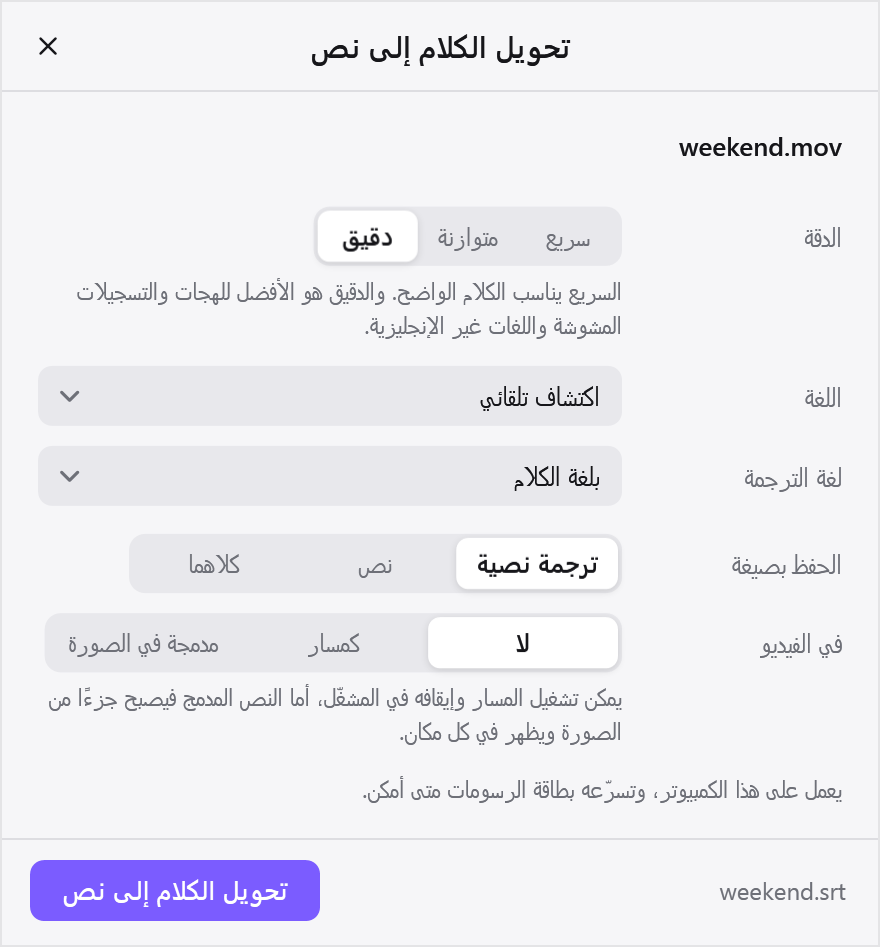 تحويل الكلام إلى نص
weekend.mov
الدقة
سريع
متوازنة
دقيق
السريع يناسب الكلام الواضح. والدقيق هو الأفضل للهجات والتسجيلات
المشوشة واللغات غير الإنجليزية.
اللغة
اكتشاف تلقائي
لغة الترجمة
بلغة الكلام
الحفظ بصيغة
ترجمة نصية
نص
كلاهما
في الفيديو
لا
كمسار
مدمجة في الصورة
يمكن تشغيل المسار وإيقافه في المشغّل، أما النص المدمج فيصبح جزءًا من
الصورة ويظهر في كل مكان.
يعمل على هذا الكمبيوتر، وتسرّعه بطاقة الرسومات متى أمكن.
weekend.srt
تحويل الكلام إلى نص